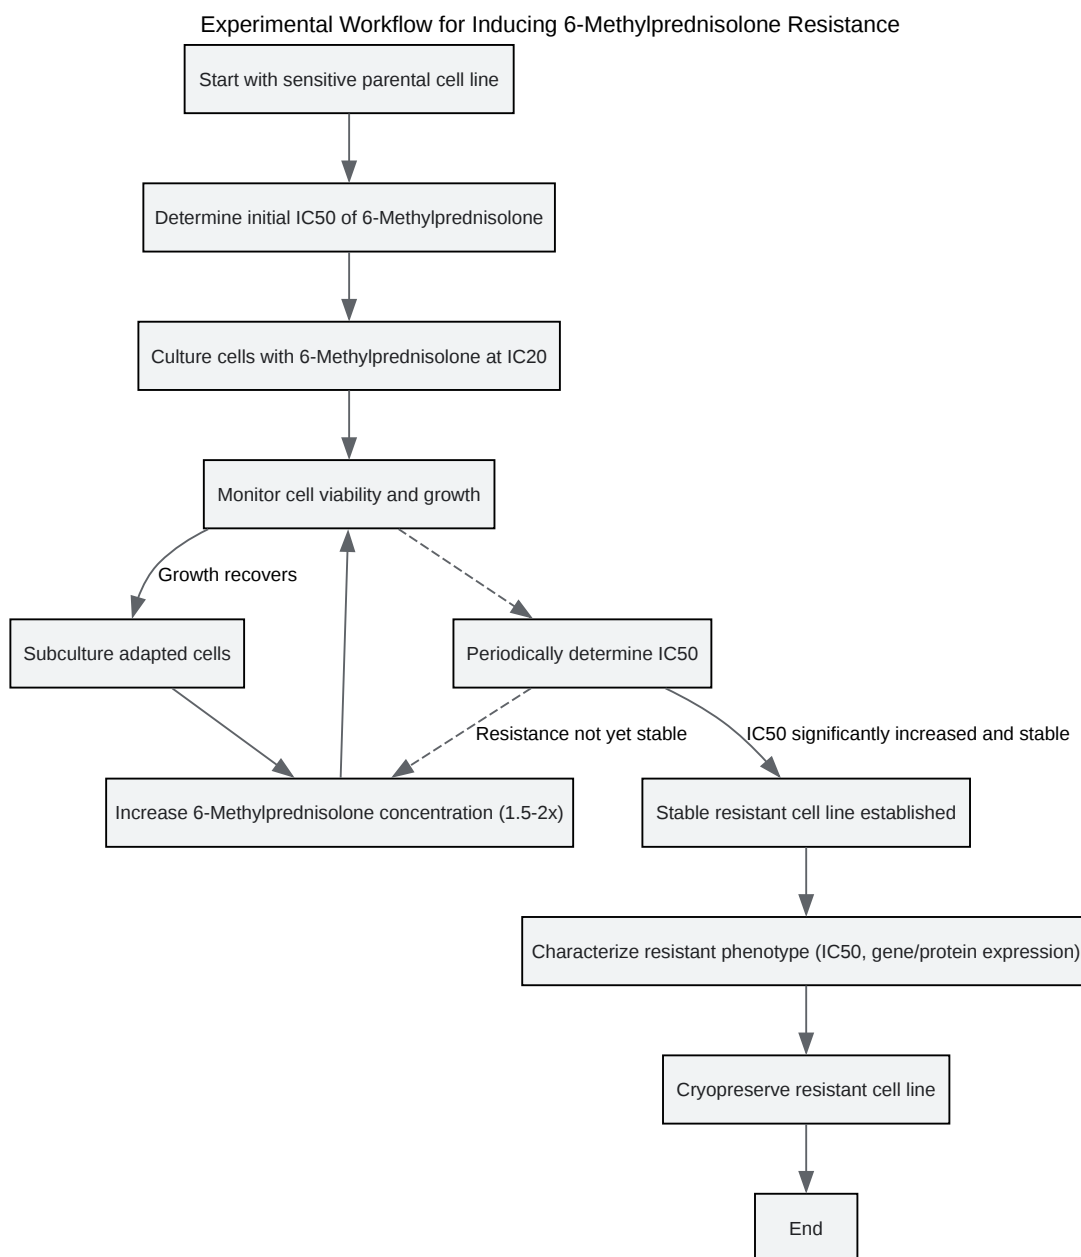 Experimental Workflow for Inducing 6-Methylprednisolone Resistance
Start with sensitive parental cell line
Determine initial IC50 of 6-Methylprednisolone
Culture cells with 6-Methylprednisolone at IC20
Monitor cell viability and growth
Growth recovers
Subculture adapted cells
Periodically determine IC50
Resistance not yet stable
IC50 significantly increased and stable
Increase 6-Methylprednisolone concentration (1.5-2x)
Stable resistant cell line established
Characterize resistant phenotype (IC50, gene/protein expression)
Cryopreserve resistant cell line
End